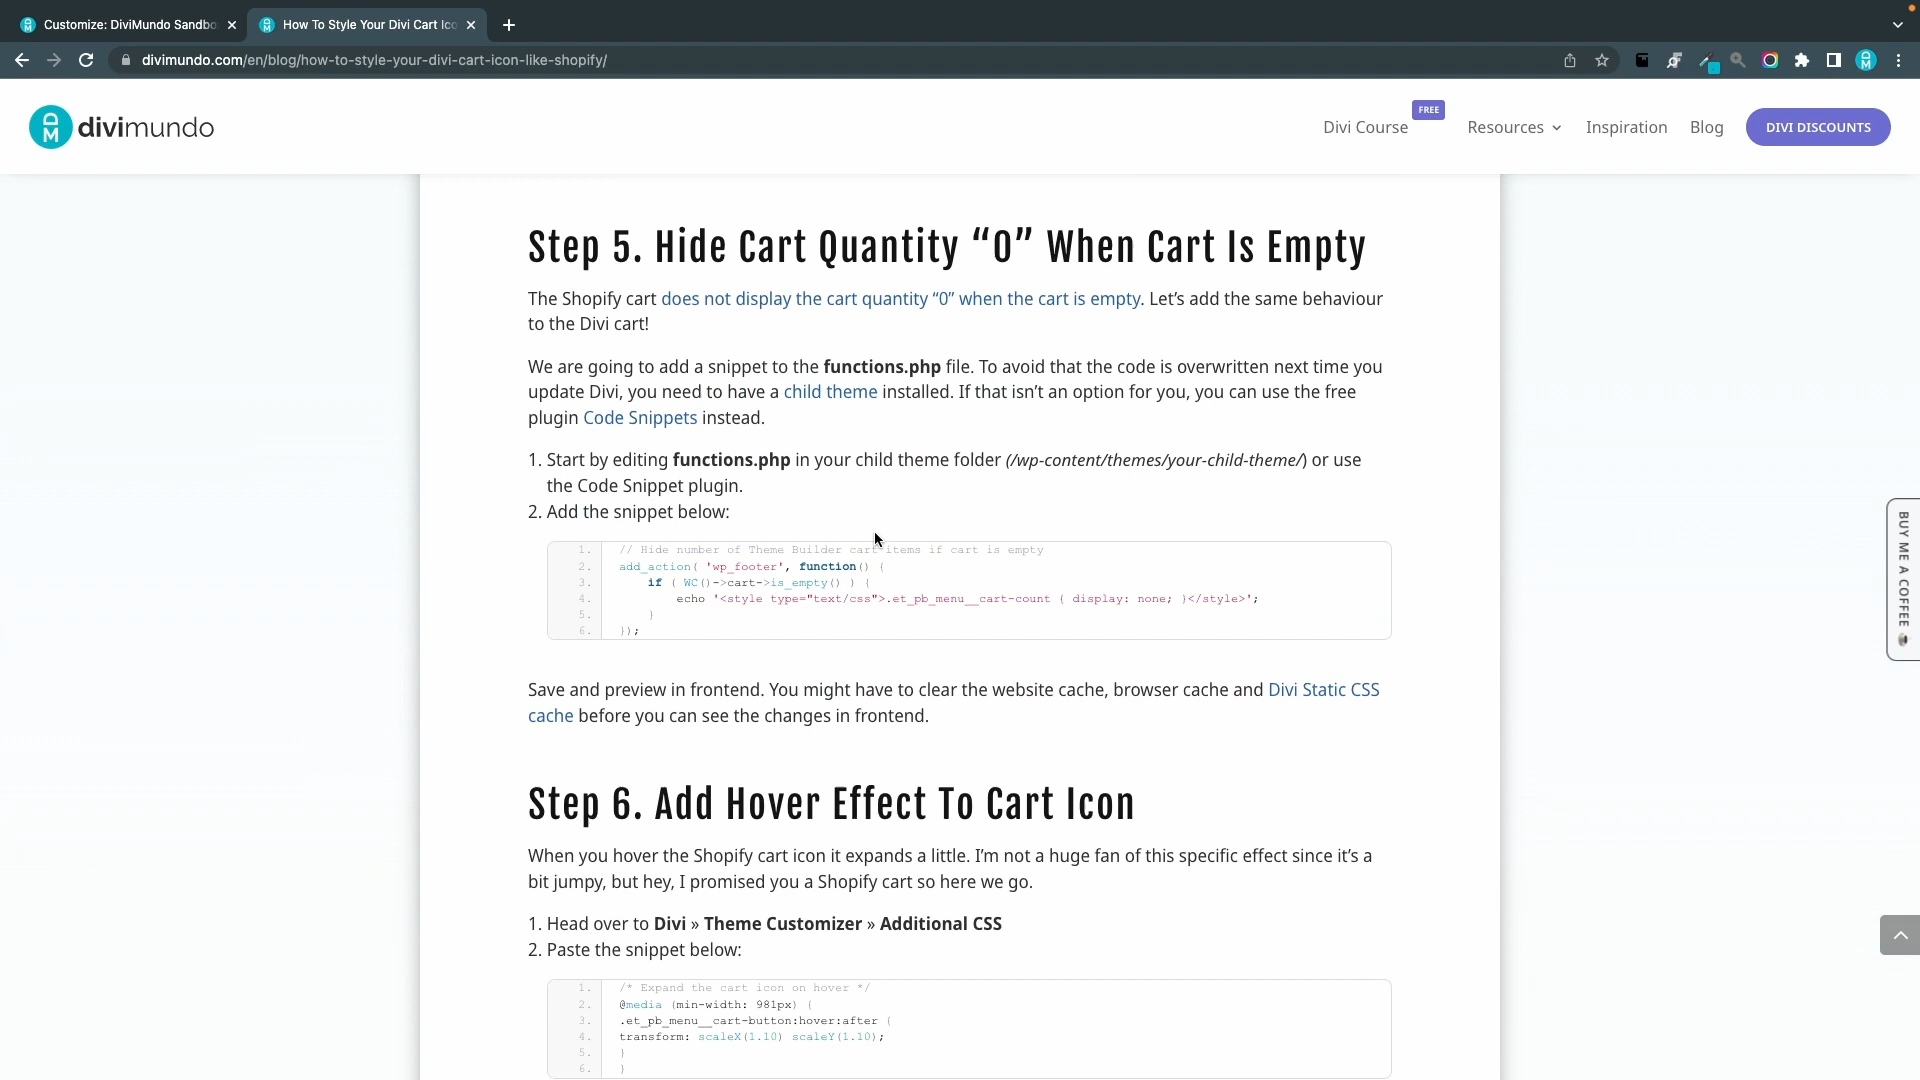 Customize: DiviMundo Sandbo
How To Style Your Divi Cart Ico
divimundo.com/en/blog/how-to-style-your-divi-cart-icon-like-shopify/
divimundo
Divi Course
FREE
Resources
Inspiration
Blog
DIVI DISCOUNTS
Step 5. Hide Cart Quantity “0” When Cart Is Empty
The Shopify cart does not display the cart quantity “0” when the cart is empty. Let’s add the same behaviour
to the Divi cart!
We are going to add a snippet to the functions.php file. To avoid that the code is overwritten next time you
update Divi, you need to have a child theme installed. If that isn’t an option for you, you can use the free
plugin Code Snippets instead.
1. Start by editing functions.php in your child theme folder (/wp-content/themes/your-child-theme/) or use
the Code Snippet plugin.
2. Add the snippet below:
1. // Hide number of Theme Builder cart items if cart is empty
2. add_action( 'wp_footer', function() {
3. if ( WC()->cart->is_empty() ) {
4. echo '<style type="text/css">.et_pb_menu__cart-count { display: none; }</style>';
5. }
6. });
Save and preview in frontend. You might have to clear the website cache, browser cache and Divi Static CSS
cache before you can see the changes in frontend.
Step 6. Add Hover Effect To Cart Icon
When you hover the Shopify cart icon it expands a little. I’m not a huge fan of this specific effect since it’s a
bit jumpy, but hey, I promised you a Shopify cart so here we go.
1. Head over to Divi » Theme Customizer » Additional CSS
2. Paste the snippet below:
1. /* Expand the cart icon on hover */
2. @media (min-width: 981px) {
3. .et_pb_menu__cart-button:hover:after {
4. transform: scaleX(1.10) scaleY(1.10);
5. }
6. }
BUY ME A COFFEE